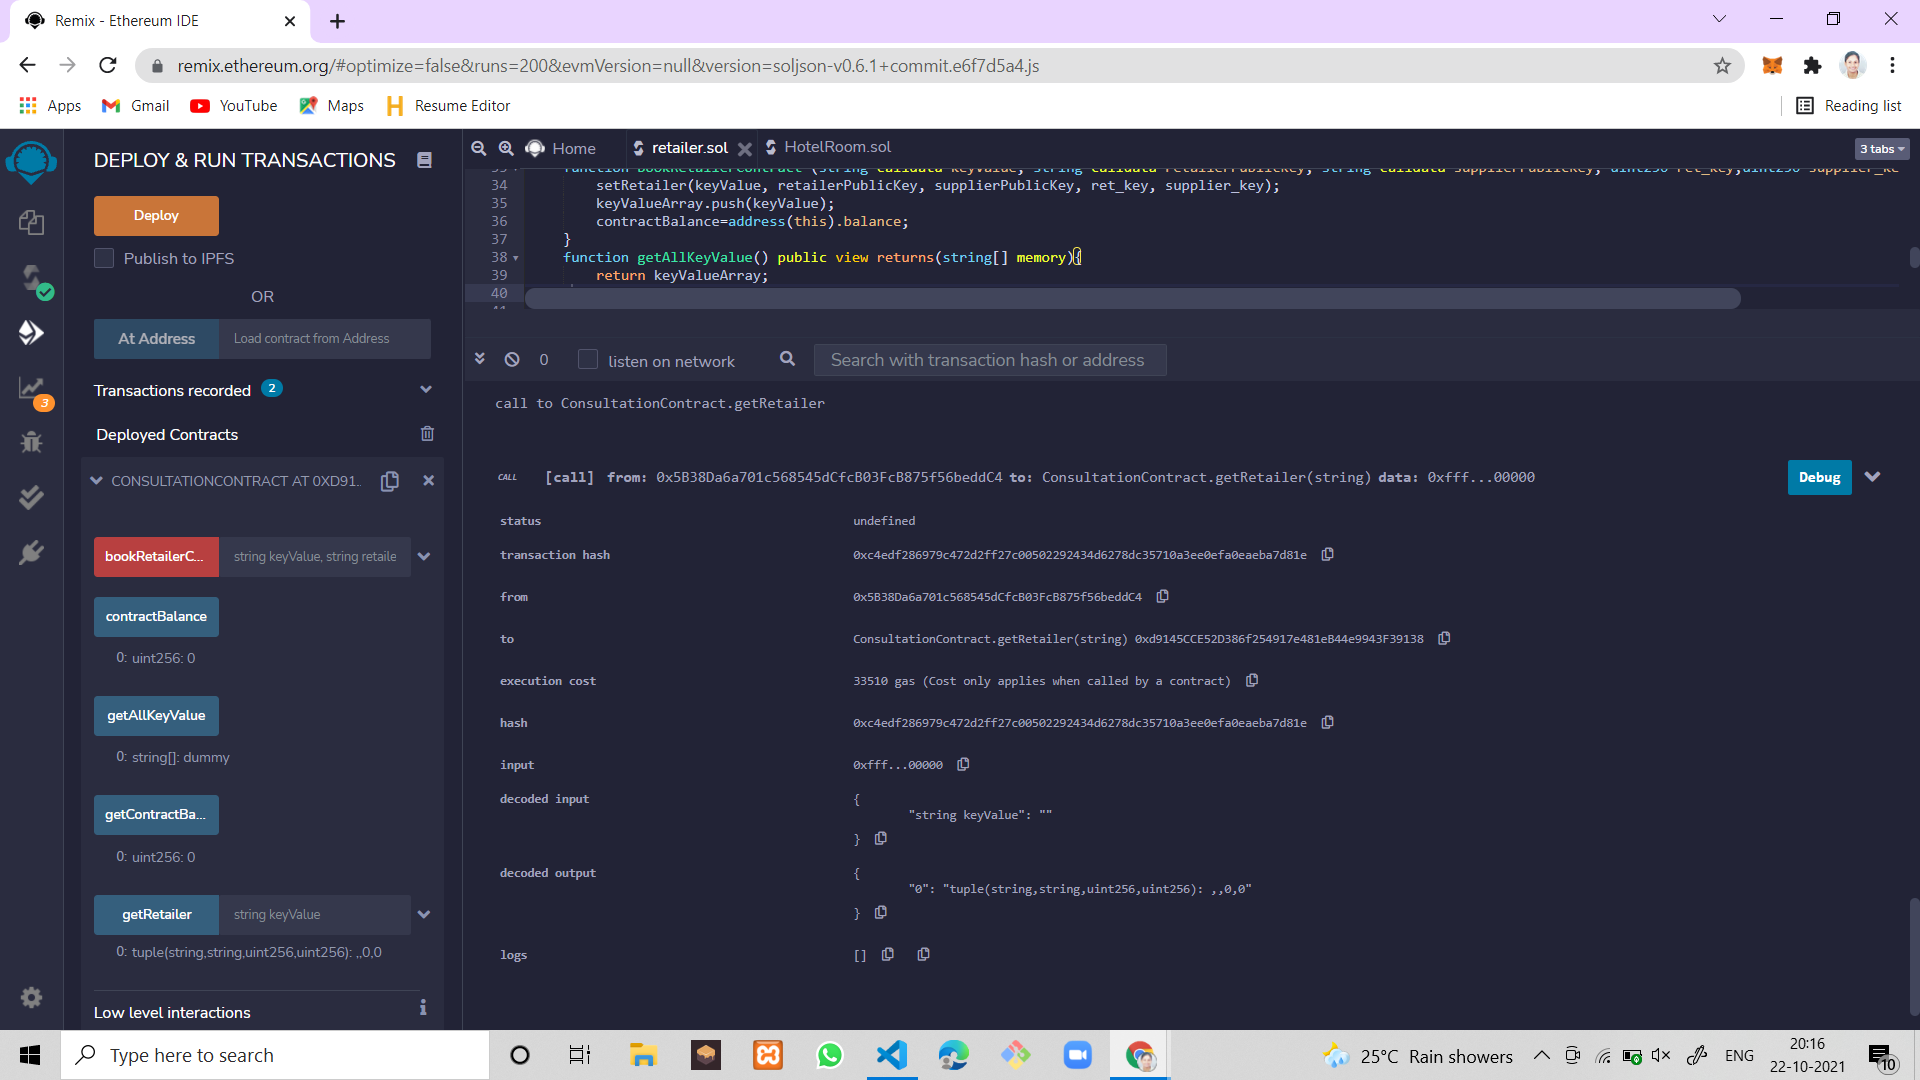 Remix - Ethereum IDE
remix.ethereum.org/#optimize=false&runs=200&evmVersion=null&version=soljson-v0.6.1+commit.e6f7d5a4.js
Apps Gmail YouTube Maps Resume Editor Reading list
DEPLOY & RUN TRANSACTIONS
Deploy
Publish to IPFS
OR
At Address Load contract from Address
Transactions recorded 2
Deployed Contracts
CONSULTATIONCONTRACT AT 0XD91...
bookRetailerC... string keyValue, string retaile
contractBalance
0: uint256: 0
getAllKeyValue
0: string[]: dummy
getContractBa...
0: uint256: 0
getRetailer string keyValue
0: tuple(string,string,uint256,uint256): ,,0,0
Low level interactions
3
Home retailer.sol HotelRoom.sol 3 tabs
34 setRetailer(keyValue, retailerPublicKey, supplierPublicKey, ret_key, supplier_key);
35 keyValueArray.push(keyValue);
36 contractBalance=address(this).balance;
37 }
38 function getAllKeyValue() public view returns(string[] memory){
39 return keyValueArray;
40
0 listen on network Search with transaction hash or address
call to ConsultationContract.getRetailer
CALL [call] from: 0x5B38Da6a701c568545dCfcB03FcB875f56beddC4 to: ConsultationContract.getRetailer(string) data: 0xfff...00000 Debug
status undefined
transaction hash 0xc4edf286979c472d2ff27c00502292434d6278dc35710a3ee0efa0eaeba7d81e
from 0x5B38Da6a701c568545dCfcB03FcB875f56beddC4
to ConsultationContract.getRetailer(string) 0xd9145CCE52D386f254917e481eB44e9943F39138
execution cost 33510 gas (Cost only applies when called by a contract)
hash 0xc4edf286979c472d2ff27c00502292434d6278dc35710a3ee0efa0eaeba7d81e
input 0xfff...00000
decoded input {
"string keyValue": ""
}
decoded output {
"0": "tuple(string,string,uint256,uint256): ,,0,0"
}
logs []
Type here to search
25°C Rain showers ENG
20:16
22-10-2021
10